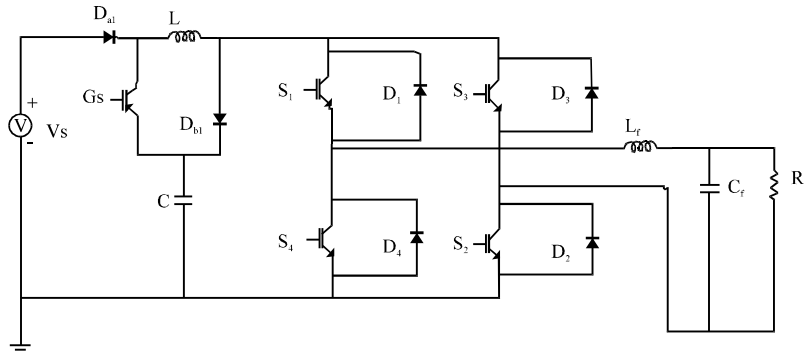 Da1
L
Gs
+
V
Vs
-
Db1
C
S1
D1
S3
D3
Lf
Cf
R
S4
D4
S2
D2